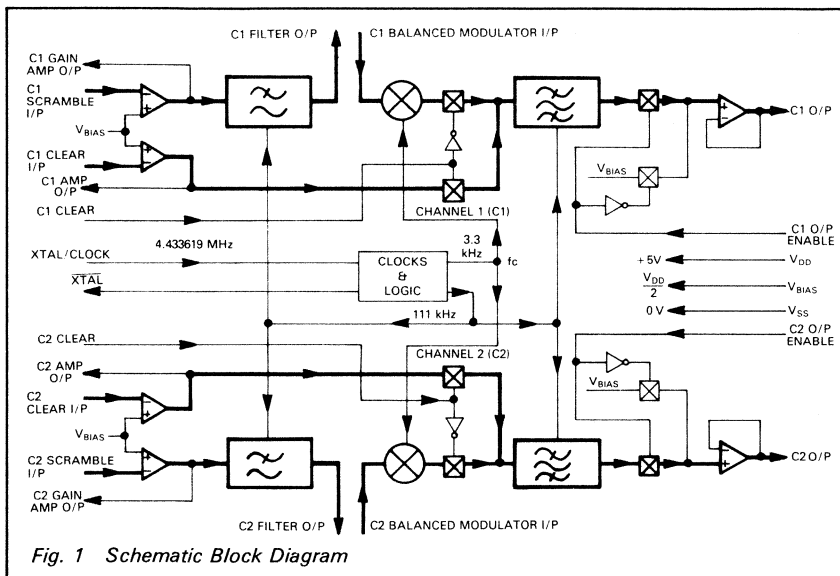 C1 FILTER O/P
C1 BALANCED MODULATOR I/P
C1 GAIN
AMP O/P
C1
SCRAMBLE
I/P
VBIAS
C1 CLEAR
I/P
C1 AMP
O/P
C1 CLEAR
C1 O/P
VBIAS
CHANNEL 1 (C1)
C1 O/P
ENABLE
XTAL/CLOCK
4.433619 MHz
CLOCKS
&
LOGIC
3.3
kHz
fc
+5V
VDD
XTAL
VDD
2
VBIAS
0V
VSS
111 kHz
C2 CLEAR
CHANNEL 2 (C2)
C2 O/P
ENABLE
C2 AMP
O/P
C2
CLEAR I/P
VBIAS
VBIAS
C2 SCRAMBLE
I/P
C2 O/P
C2 GAIN
AMP O/P
C2 FILTER O/P
C2 BALANCED MODULATOR I/P
Fig. 1 Schematic Block Diagram